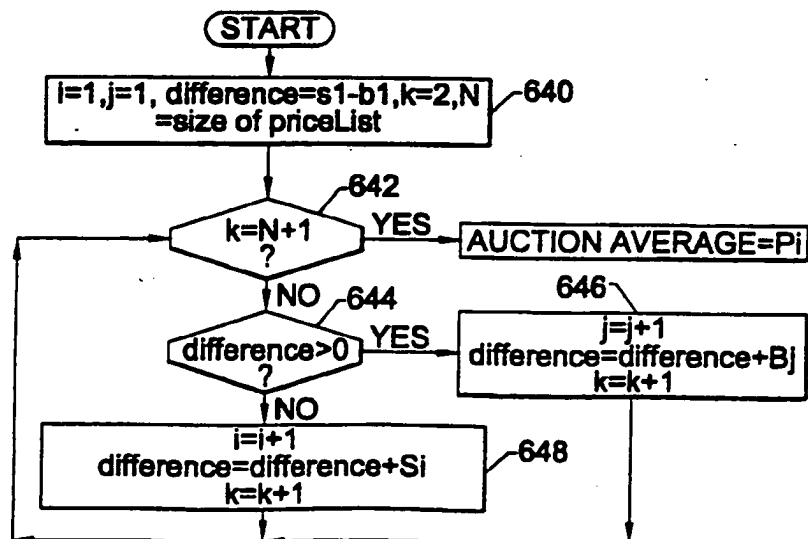 START
i=1,j=1, difference=s1-b1,k=2,N
=size of priceList
640
642
k=N+1
?
YES
AUCTION AVERAGE=Pi
NO
644
646
difference>0
?
YES
j=j+1
difference=difference+Bj
k=k+1
NO
i=i+1
difference=difference+Si
k=k+1
648